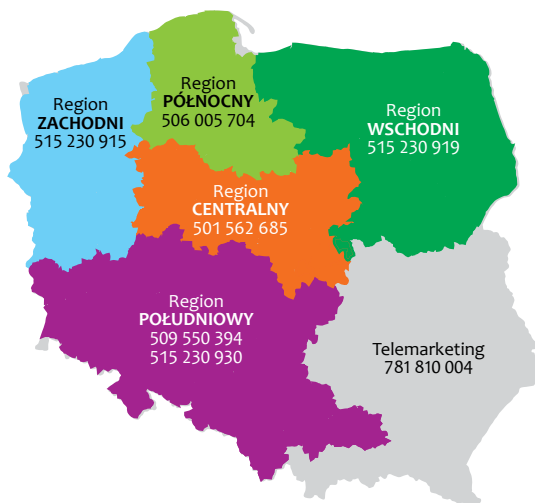 Region
ZACHODNI
515 230 915
Region
PÓŁNOCNY
506 005 704
Region
WSCHODNI
515 230 919
Region
CENTRALNY
501 562 685
Region
POŁUDNIOWY
509 550 394
515 230 930
Telemarketing
781 810 004